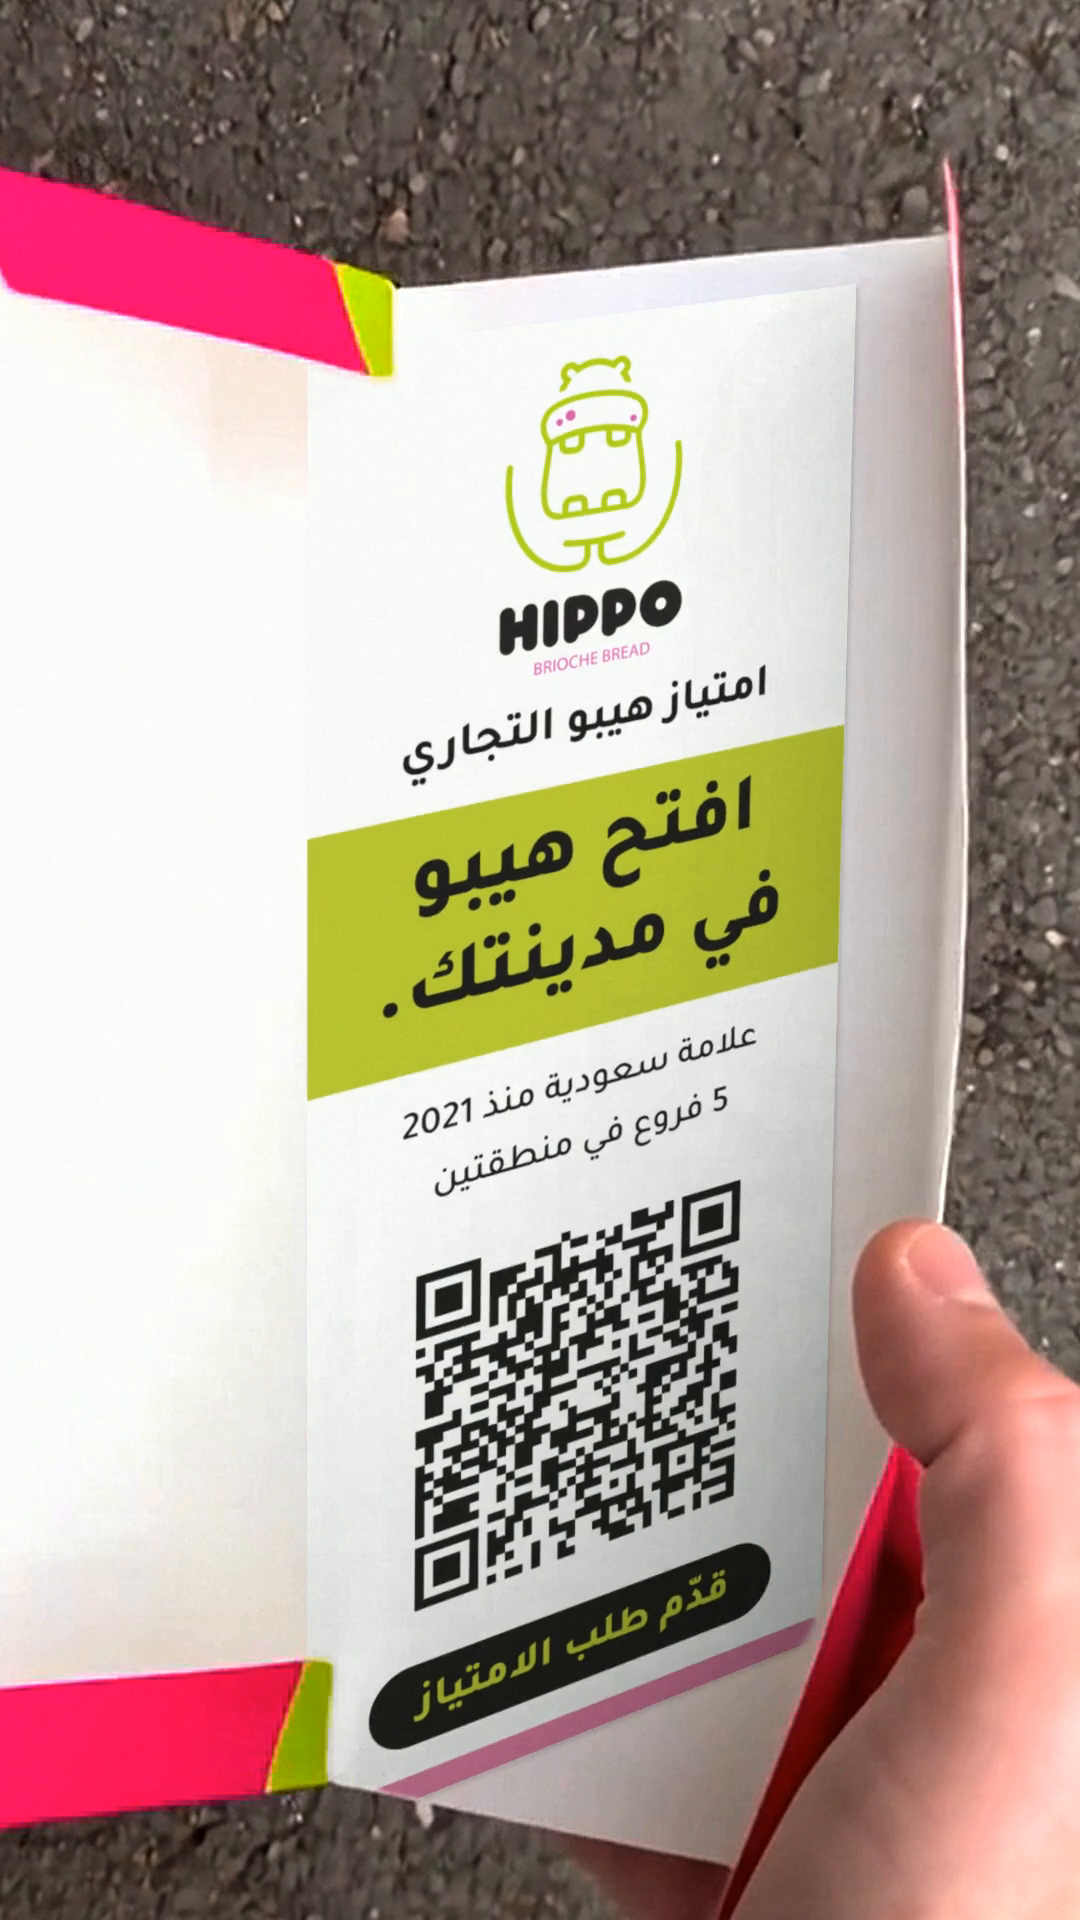 HIPPO
BRIOCHE BREAD
امتياز هيبو التجاري
افتح هيبو
في مدينتك.
علامة سعودية منذ 2021
5 فروع في منطقتين
قدّم طلب الامتياز